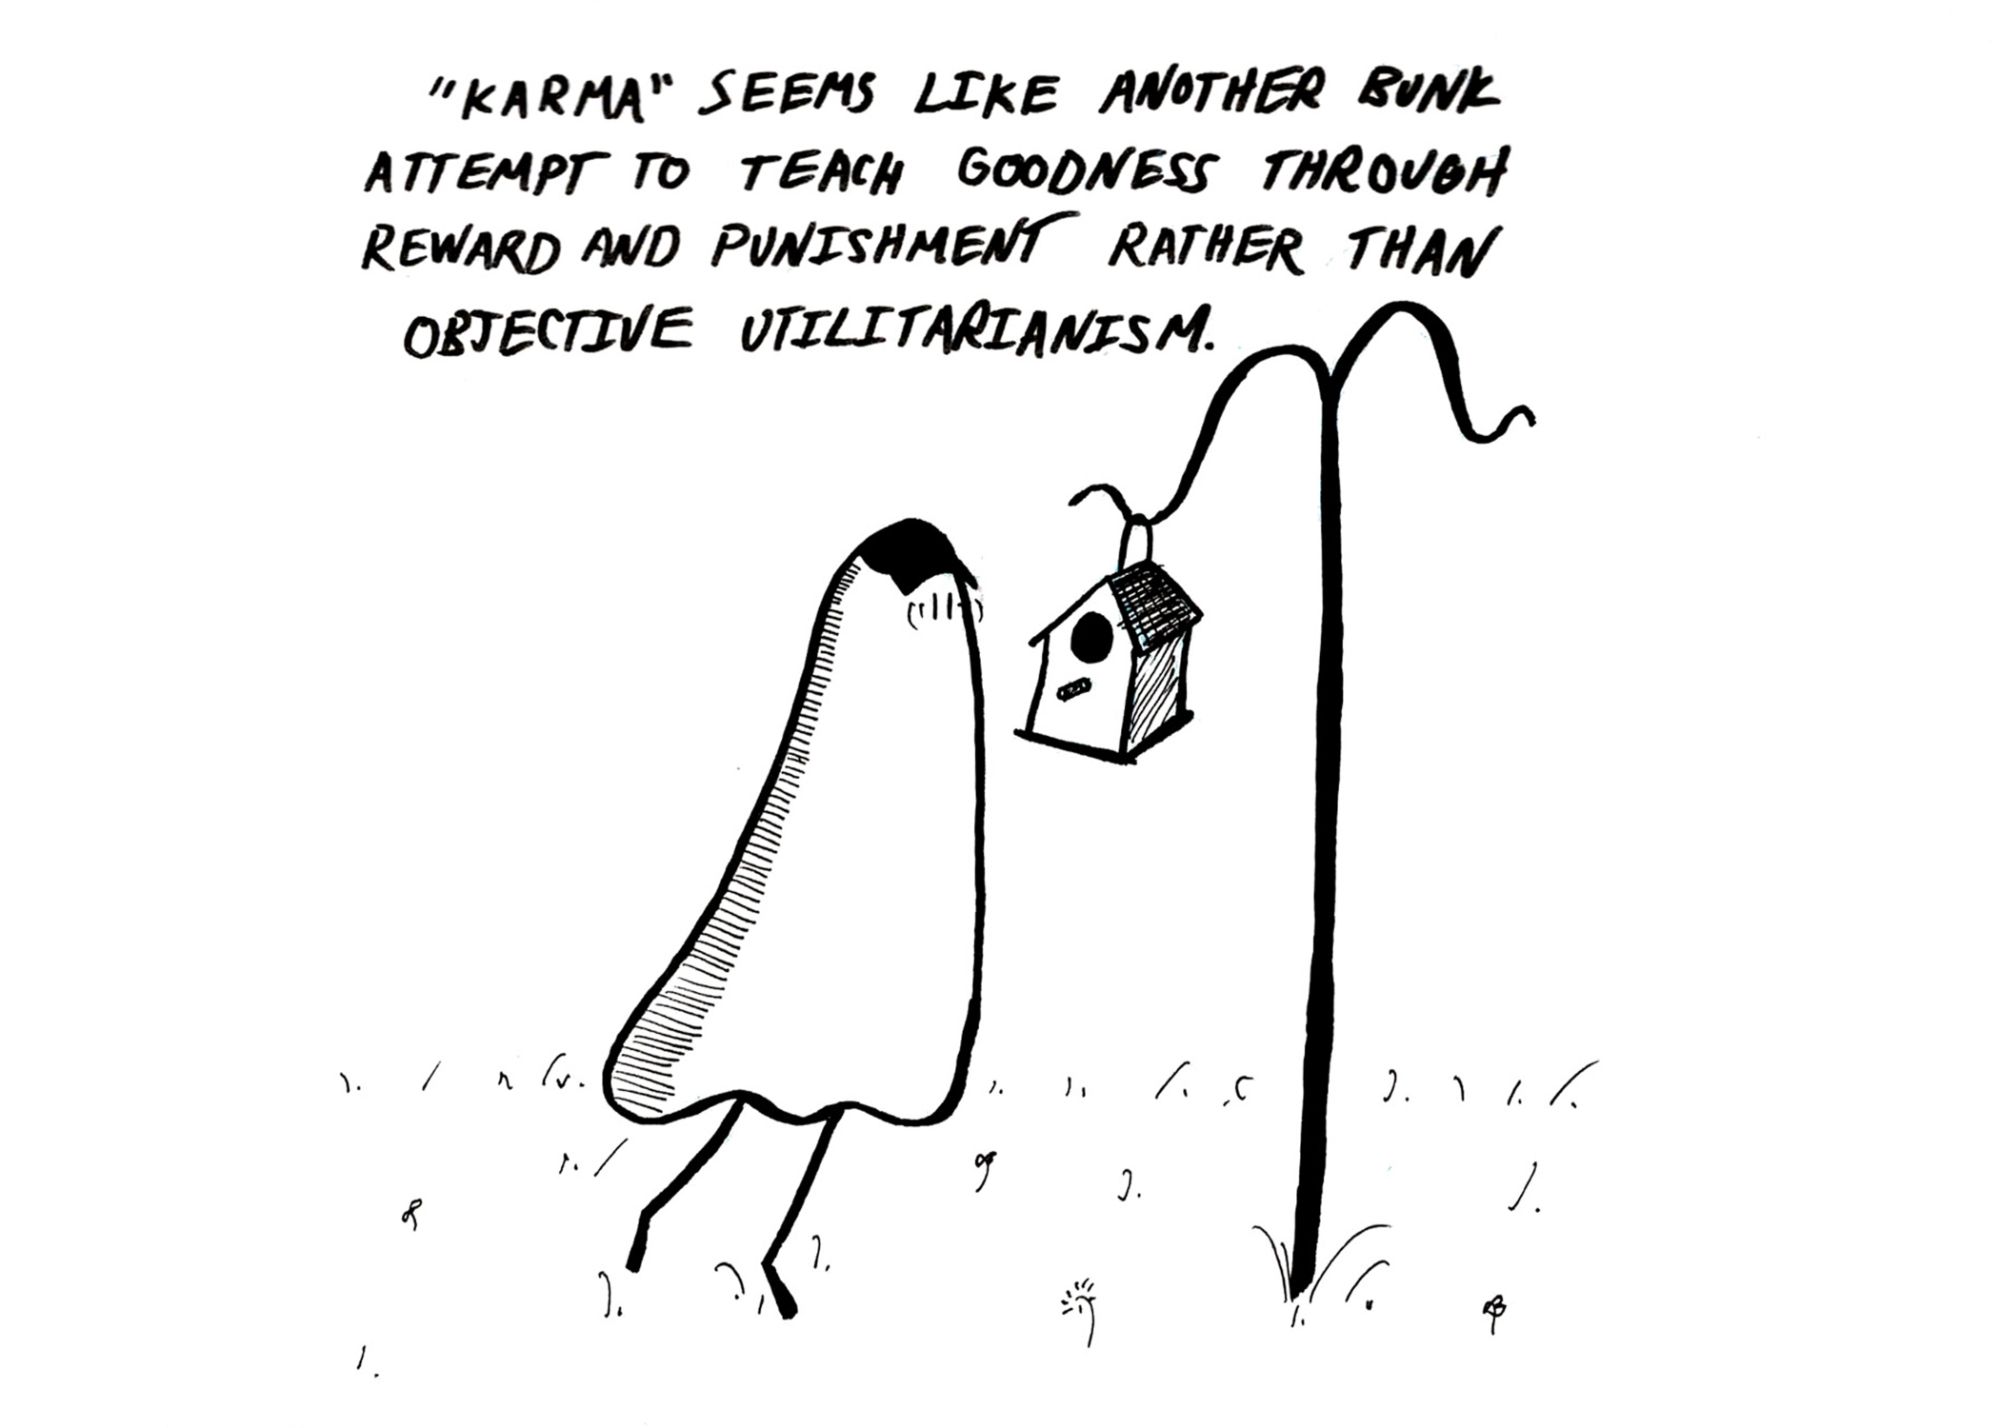 "KARMA" SEEMS LIKE ANOTHER BUNK
ATTEMPT TO TEACH GOODNESS THROUGH
REWARD AND PUNISHMENT RATHER THAN
OBJECTIVE UTILITARIANISM.